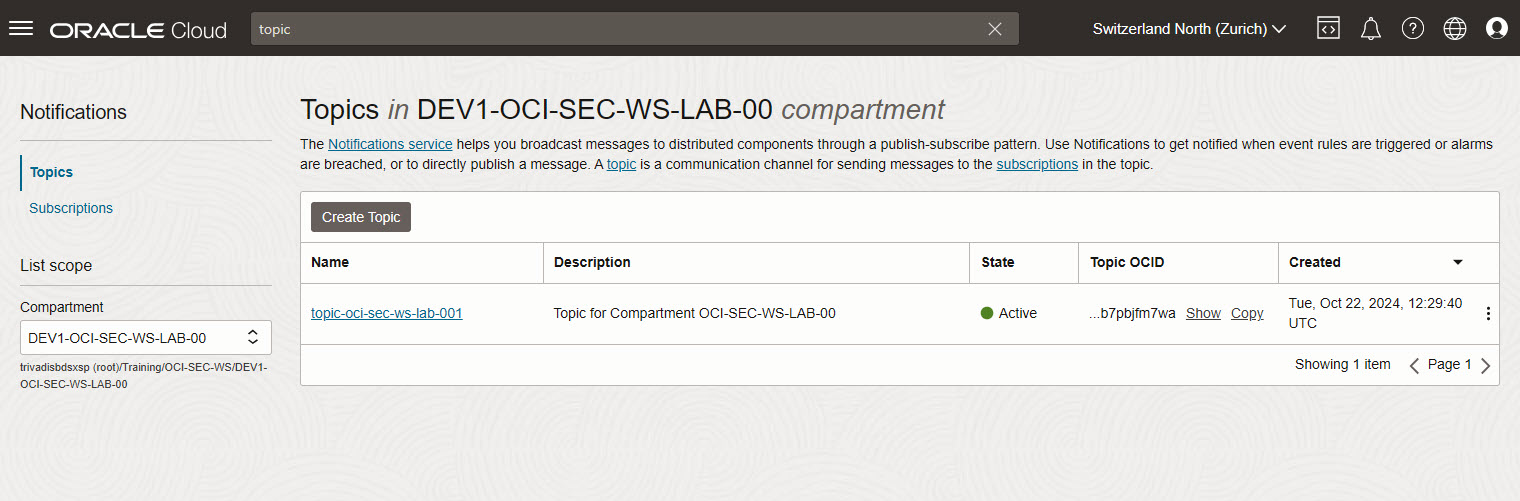 ORACLE Cloud
topic
Switzerland North (Zurich)
Notifications
Topics
Subscriptions
List scope
Compartment
DEV1-OCI-SEC-WS-LAB-00
trivadisbdsxsp (root)/Training/OCI-SEC-WS/DEV1-
OCI-SEC-WS-LAB-00
Topics in DEV1-OCI-SEC-WS-LAB-00 compartment
The Notifications service helps you broadcast messages to distributed components through a publish-subscribe pattern. Use Notifications to get notified when event rules are triggered or alarms
are breached, or to directly publish a message. A topic is a communication channel for sending messages to the subscriptions in the topic.
Create Topic
Name Description State Topic OCID Created
topic-oci-sec-ws-lab-001 Topic for Compartment OCI-SEC-WS-LAB-00 Active ...b7pbjfm7wa Show Copy Tue, Oct 22, 2024, 12:29:40
UTC
Showing 1 item Page 1